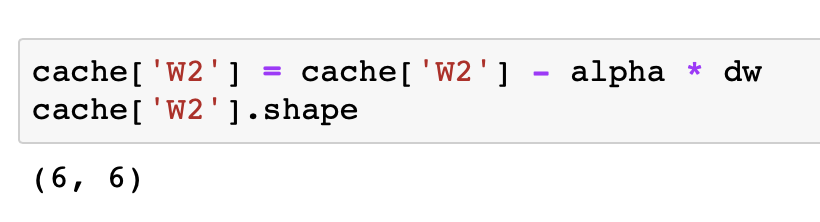 cache['W2'] = cache['W2'] - alpha * dw
cache['W2'].shape
(6, 6)